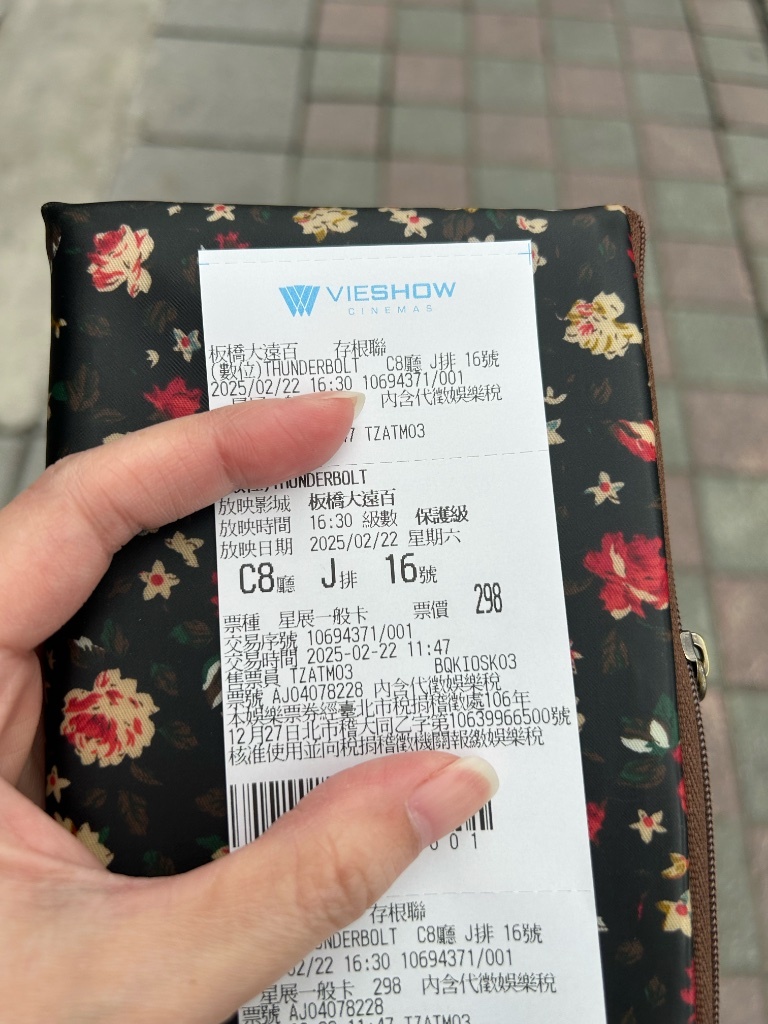 VIESHOW
CINEMAS
板橋大遠百 存根聯
(數位)THUNDERBOLT C8廳 J排 16號
2025/02/22 16:30 10694371/001
內含代徵娛樂稅
7 TZATM03
THUNDERBOLT
放映影城 板橋大遠百
放映時間 16:30 級數 保護級
放映日期 2025/02/22 星期六
C8廳 J排 16號
票種 星展一般卡 票價 298
交易序號 10694371/001
交易時間 2025-02-22 11:47
售票員 TZATM03 BQKIOSK03
票號 AJ04078228 內含代徵娛樂稅
本娛樂票券經臺北市稅捐稽徵處106年
12月27日北市稽大同乙字第10639966500號
核准使用並向稅捐稽徵機關報繳娛樂稅
001
存根聯
UNDERBOLT C8廳 J排 16號
02/22 16:30 10694371/001
星展一般卡 298 內含代徵娛樂稅
票號 AJ04078228
TZATM03